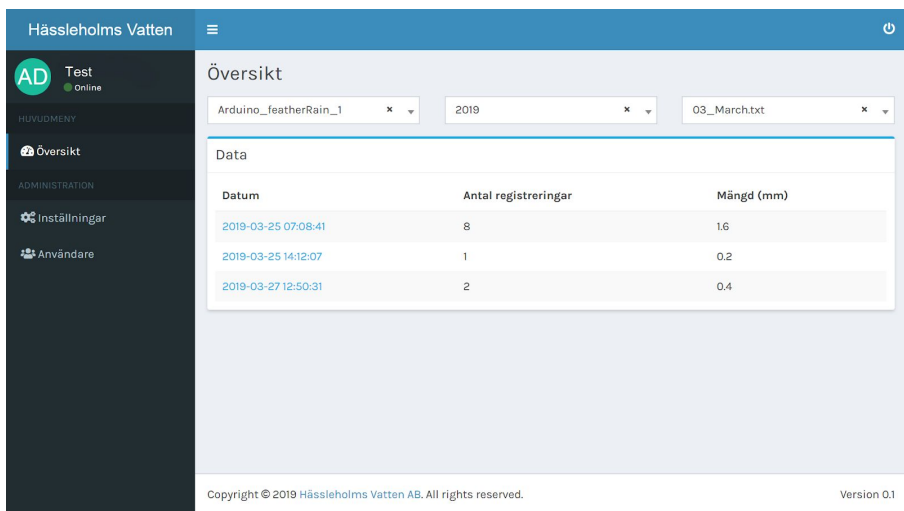 Hässleholms Vatten
AD
Test
Online
HUVUDMENY
Översikt
ADMINISTRATION
Inställningar
Användare
Översikt
Arduino_featherRain_1 × 2019 × 03_March.txt ×
Data
Datum Antal registreringar Mängd (mm)
2019-03-25 07:08:41 8 1.6
2019-03-25 14:12:07 1 0.2
2019-03-27 12:50:31 2 0.4
Copyright © 2019 Hässleholms Vatten AB. All rights reserved. Version 0.1